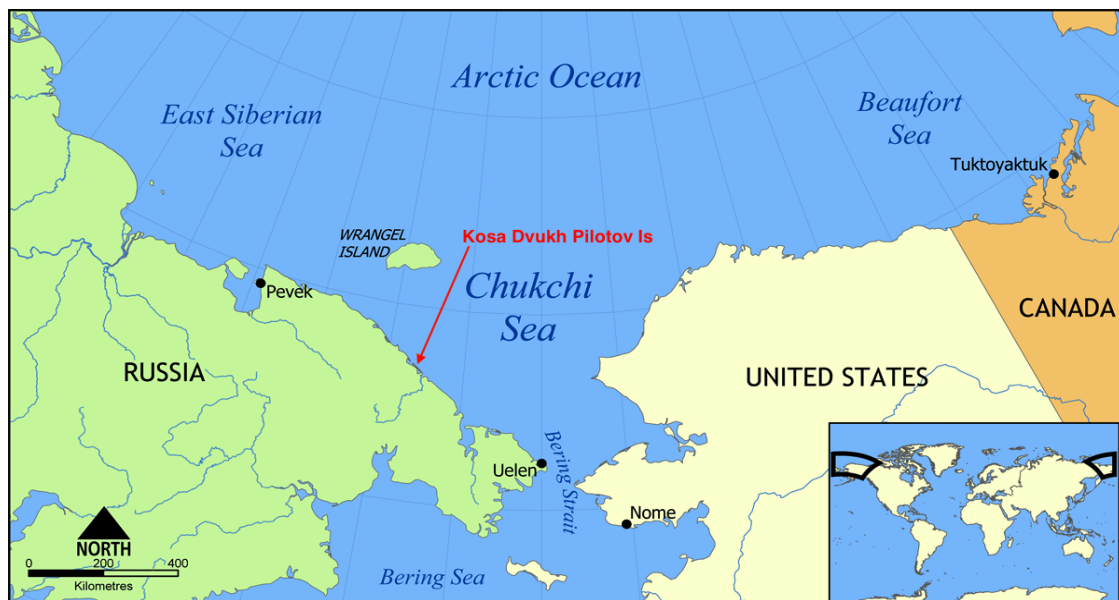 Arctic Ocean
East Siberian
Sea
Beaufort
Sea
Tuktoyaktuk
WRANGEL
ISLAND
Kosa Dvukh Pilotov Is
Pevek
Chukchi
Sea
CANADA
RUSSIA
UNITED STATES
Uelen
Bering Strait
Nome
NORTH
0 200 400
Kilometres
Bering Sea